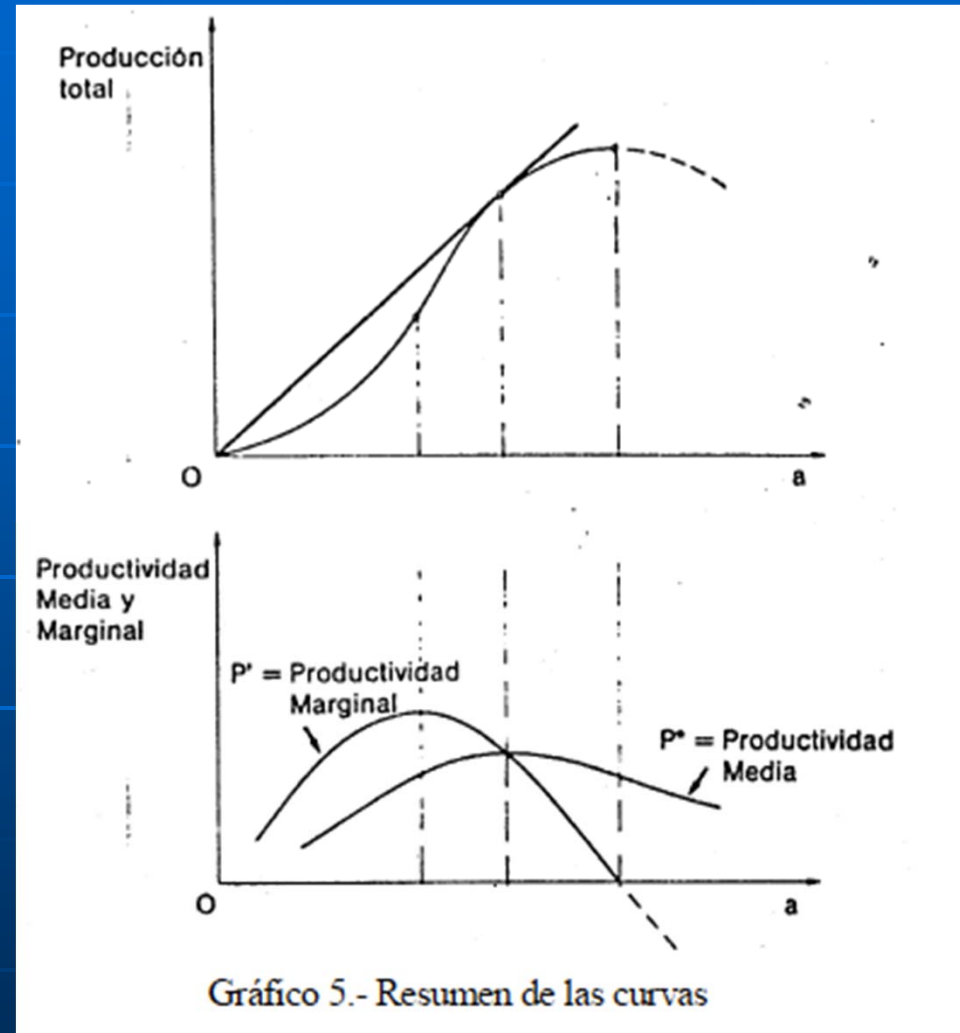 Producción
total
O
a
Productividad
Media y
Marginal
P' = Productividad
Marginal
P* = Productividad
Media
O
a
Gráfico 5.- Resumen de las curvas